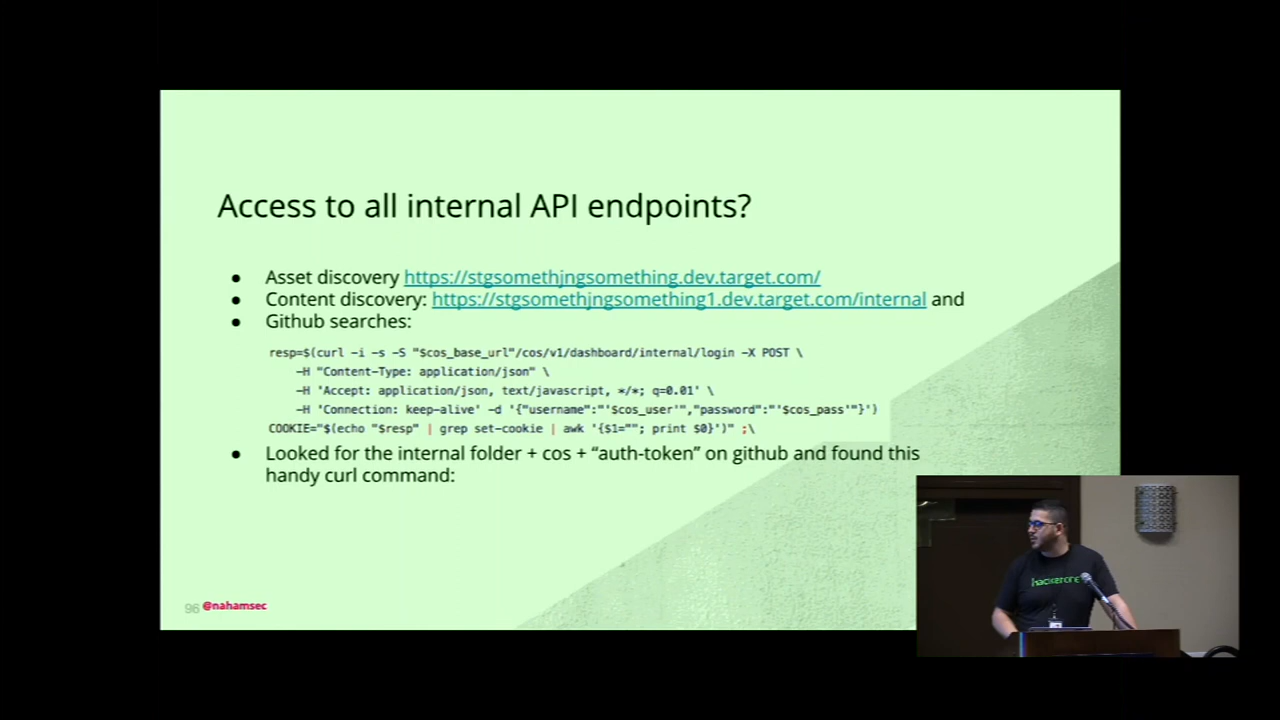 Access to all internal API endpoints?
● Asset discovery https://stgsomethjngsomething.dev.target.com/
● Content discovery: https://stgsomethjngsomething1.dev.target.com/internal and
● Github searches:
resp=$(curl -i -s -S "$cos_base_url"/cos/v1/dashboard/internal/login -X POST \
-H "Content-Type: application/json" \
-H 'Accept: application/json, text/javascript, */*; q=0.01' \
-H 'Connection: keep-alive' -d '{"username":"'$cos_user'","password":"'$cos_pass'"}')
COOKIE="$(echo "$resp" | grep set-cookie | awk '{$1=""; print $0}')" ;\
● Looked for the internal folder + cos + “auth-token” on github and found this
handy curl command:
96 @nahamsec
hackerone